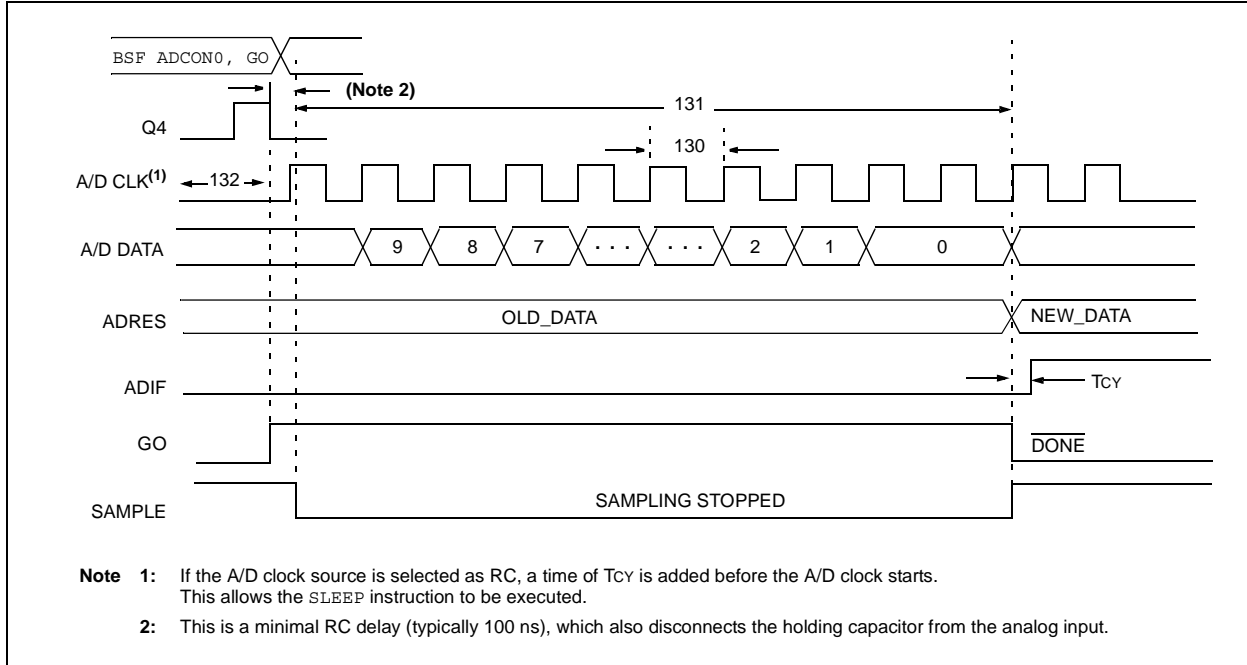 BSF ADCON0, GO
(Note 2)
131
Q4
130
A/D CLK(1)
132
A/D DATA
9 8 7 . . . . . . 2 1 0
ADRES
OLD_DATA
NEW_DATA
ADIF
TCY
GO
DONE
SAMPLE
SAMPLING STOPPED
Note 1: If the A/D clock source is selected as RC, a time of TCY is added before the A/D clock starts.
This allows the SLEEP instruction to be executed.
2: This is a minimal RC delay (typically 100 ns), which also disconnects the holding capacitor from the analog input.